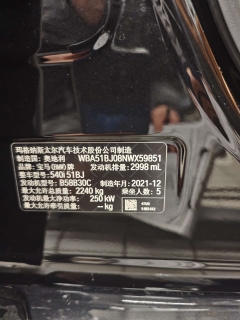 玛格纳斯太尔汽车技术股份公司制造
制造国：奥地利 WBA51BJ08NWX59851
品牌：宝马(BMW)牌 发动机排量：2998 mL
整车型号：540i 51BJ
发动机型号：B58B30C 制造年月：2021-12
最大允许总质量：2240 kg 乘坐人数：5
发动机最大净功率：250 kW
最大允许牵引质量：-- kg